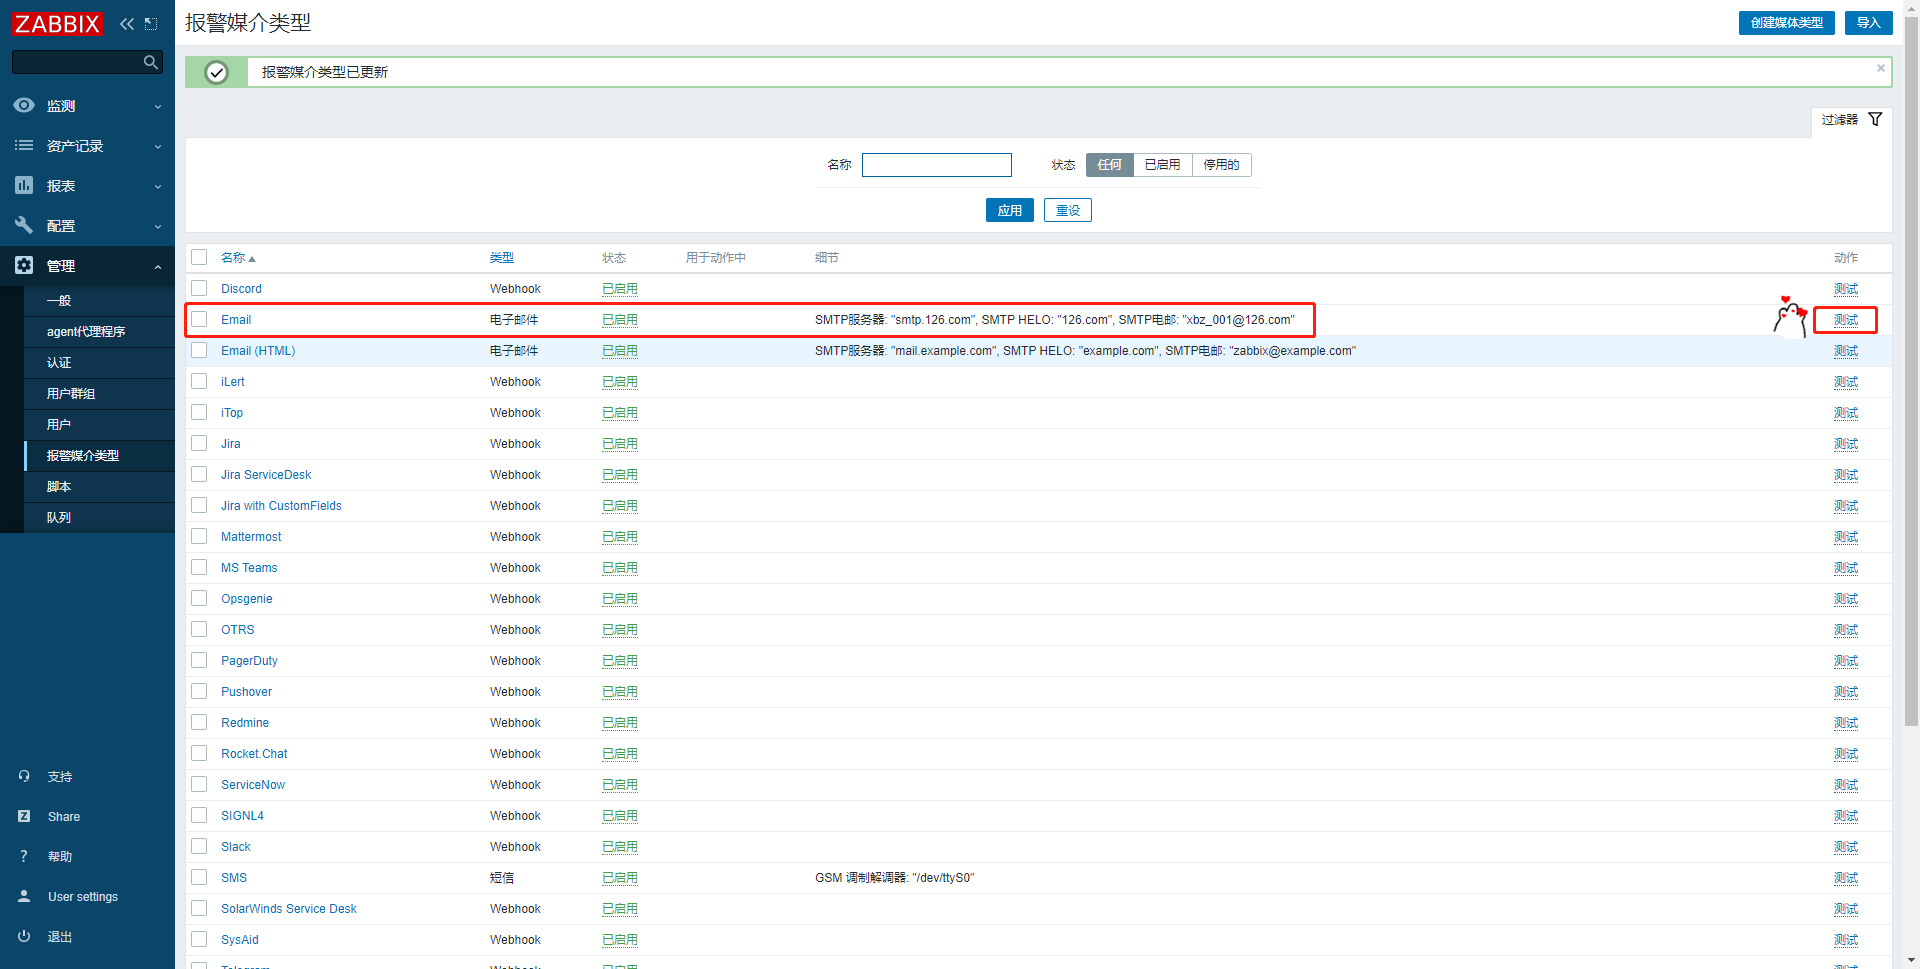 ZABBIX
监测
资产记录
报表
配置
管理
一般
agent代理程序
认证
用户群组
用户
报警媒介类型
脚本
队列
支持
Share
帮助
User settings
退出
报警媒介类型
创建媒体类型 导入
报警媒介类型已更新
过滤器
名称 状态 任何 已启用 停用的
应用 重设
名称 类型 状态 用于动作中 细节 动作
Discord Webhook 已启用 测试
Email 电子邮件 已启用 SMTP服务器: "smtp.126.com", SMTP HELO: "126.com", SMTP电邮: "xbz_001@126.com" 测试
Email (HTML) 电子邮件 已启用 SMTP服务器: "mail.example.com", SMTP HELO: "example.com", SMTP电邮: "zabbix@example.com" 测试
iLert Webhook 已启用 测试
iTop Webhook 已启用 测试
Jira Webhook 已启用 测试
Jira ServiceDesk Webhook 已启用 测试
Jira with CustomFields Webhook 已启用 测试
Mattermost Webhook 已启用 测试
MS Teams Webhook 已启用 测试
Opsgenie Webhook 已启用 测试
OTRS Webhook 已启用 测试
PagerDuty Webhook 已启用 测试
Pushover Webhook 已启用 测试
Redmine Webhook 已启用 测试
Rocket.Chat Webhook 已启用 测试
ServiceNow Webhook 已启用 测试
SIGNL4 Webhook 已启用 测试
Slack Webhook 已启用 测试
SMS 短信 已启用 GSM 调制解调器: "/dev/ttyS0" 测试
SolarWinds Service Desk Webhook 已启用 测试
SysAid Webhook 已启用 测试